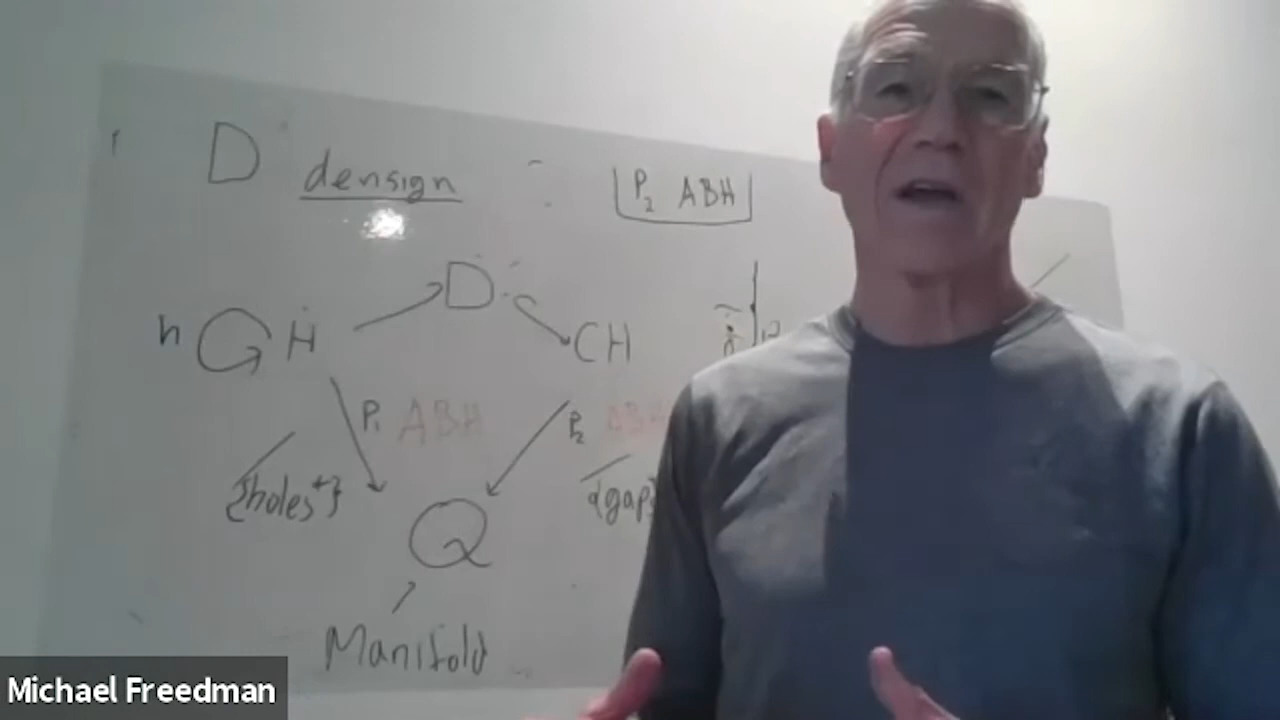 D densign P2 ABH
D
h H CH
P1 ABH P2 ABH
{holes+} {gap}
Q
Manifold
Michael Freedman